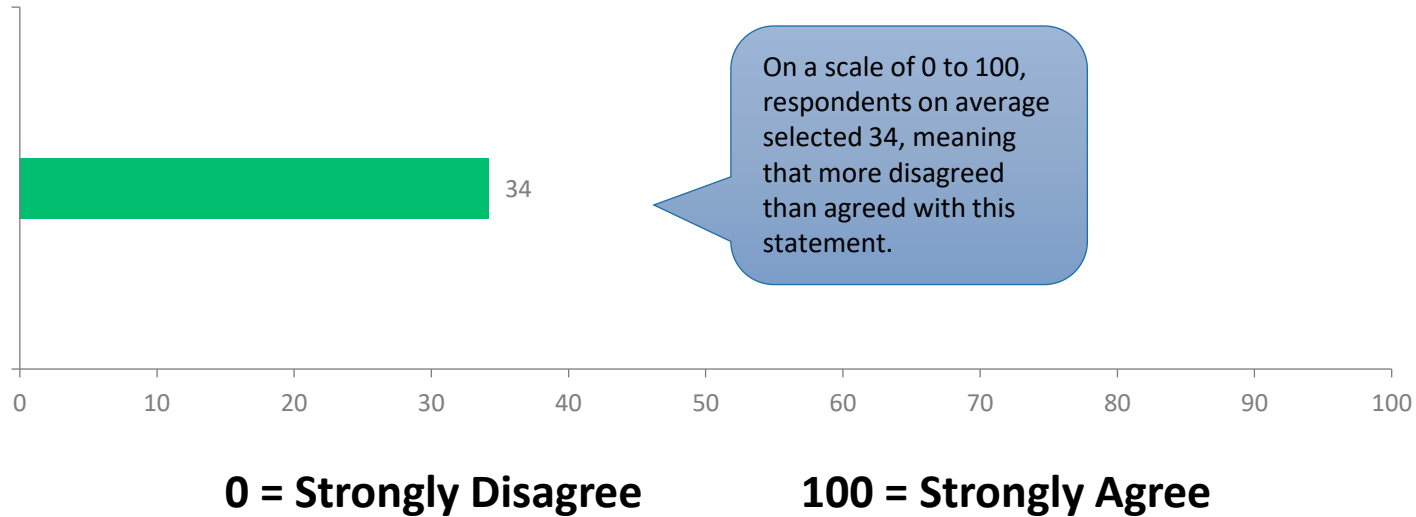 On a scale of 0 to 100,
respondents on average
selected 34, meaning
that more disagreed
than agreed with this
statement.
34
0 10 20 30 40 50 60 70 80 90 100
0 = Strongly Disagree 100 = Strongly Agree